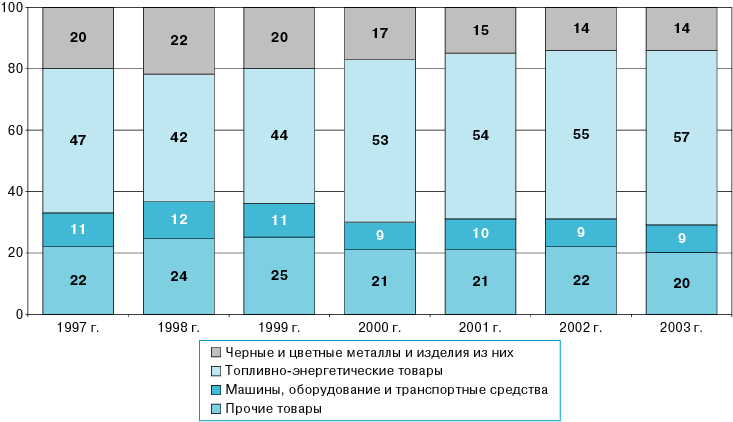 100
80
60
40
20
0
20 22 20 17 15 14 14
47 42 44 53 54 55 57
11 12 11 9 10 9 9
22 24 25 21 21 22 20
1997 г. 1998 г. 1999 г. 2000 г. 2001 г. 2002 г. 2003 г.
Черные и цветные металлы и изделия из них
Топливно-энергетические товары
Машины, оборудование и транспортные средства
Прочие товары